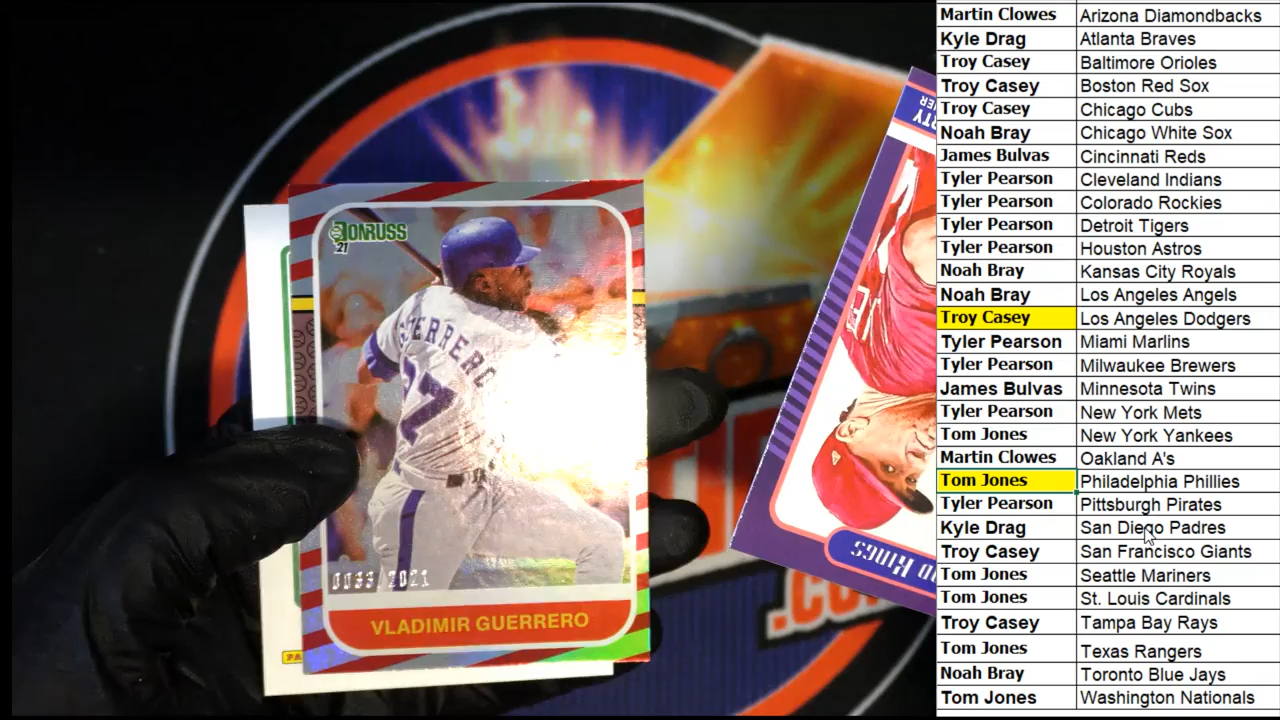 DONRUSS
21
GUERRERO
27
0099/2021
VLADIMIR GUERRERO
PA
RTY
KINGS
.CO
Martin Clowes Arizona Diamondbacks
Kyle Drag Atlanta Braves
Troy Casey Baltimore Orioles
Troy Casey Boston Red Sox
Troy Casey Chicago Cubs
Noah Bray Chicago White Sox
James Bulvas Cincinnati Reds
Tyler Pearson Cleveland Indians
Tyler Pearson Colorado Rockies
Tyler Pearson Detroit Tigers
Tyler Pearson Houston Astros
Noah Bray Kansas City Royals
Noah Bray Los Angeles Angels
Troy Casey Los Angeles Dodgers
Tyler Pearson Miami Marlins
Tyler Pearson Milwaukee Brewers
James Bulvas Minnesota Twins
Tyler Pearson New York Mets
Tom Jones New York Yankees
Martin Clowes Oakland A's
Tom Jones Philadelphia Phillies
Tyler Pearson Pittsburgh Pirates
Kyle Drag San Diego Padres
Troy Casey San Francisco Giants
Tom Jones Seattle Mariners
Tom Jones St. Louis Cardinals
Troy Casey Tampa Bay Rays
Tom Jones Texas Rangers
Noah Bray Toronto Blue Jays
Tom Jones Washington Nationals